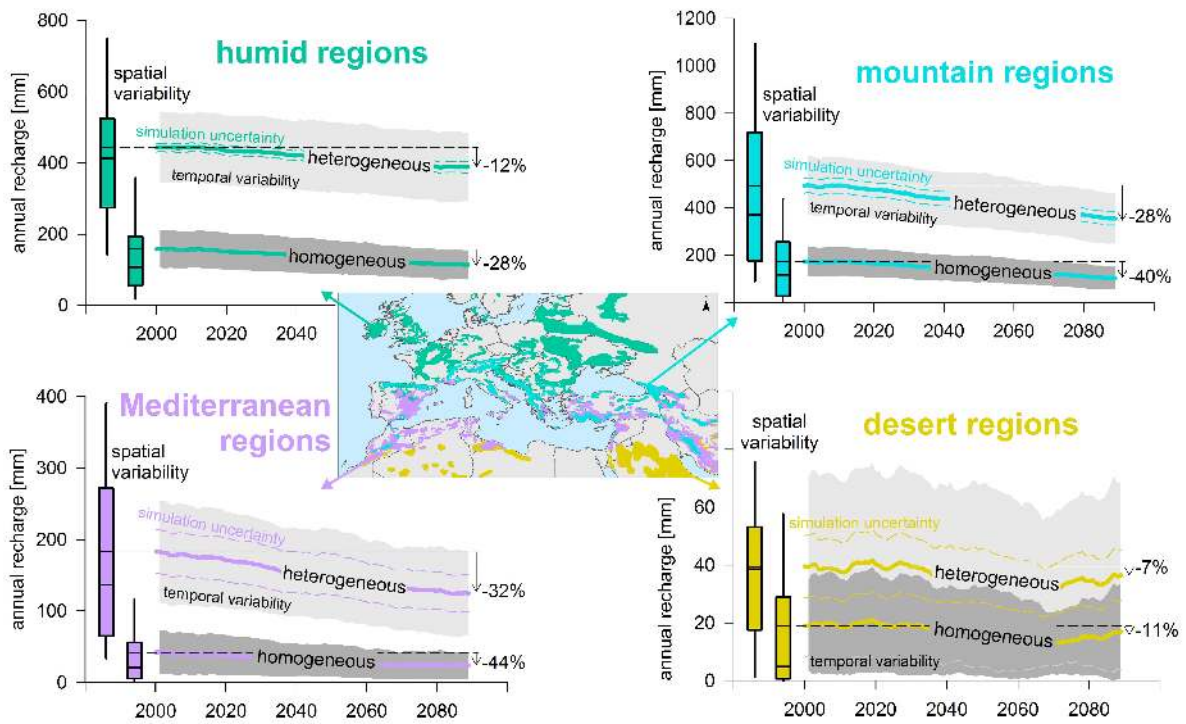 humid regions
annual recharge [mm]
800
600
400
200
0
spatial
variability
simulation uncertainty
heterogeneous
temporal variability
-12%
homogeneous
-28%
2000
2020
2040
2060
2080
mountain regions
annual recharge [mm]
1200
1000
800
600
400
200
spatial
variability
simulation uncertainty
heterogeneous
temporal variability
-28%
homogeneous
-40%
2000
2020
2040
2060
2080
Mediterranean
regions
annual recharge [mm]
400
300
200
100
0
spatial
variability
simulation uncertainty
heterogeneous
temporal variability
-32%
homogeneous
-44%
2000
2020
2040
2060
2080
desert regions
annual recharge [mm]
60
40
20
0
spatial
variability
simulation uncertainty
heterogeneous
-7%
homogeneous
-11%
temporal variability
2000
2020
2040
2060
2080